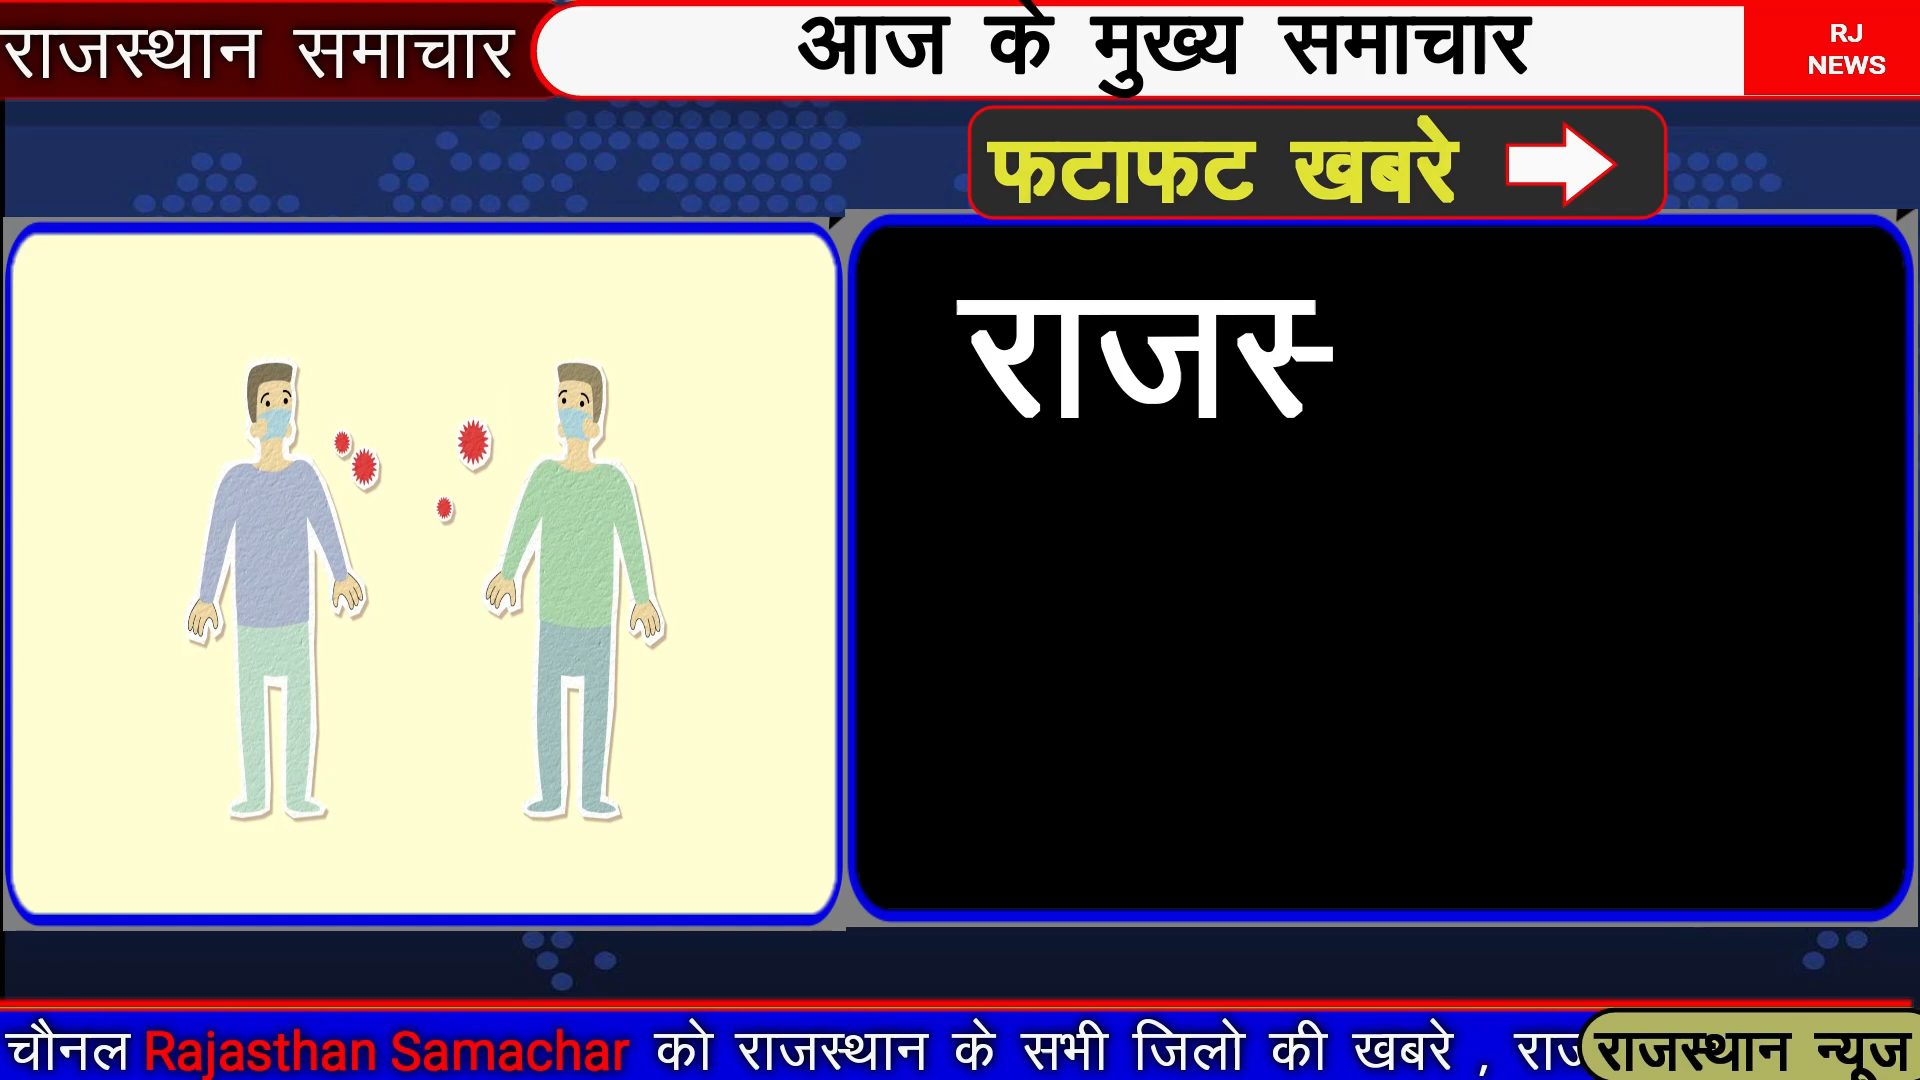 राजस्थान समाचार
आज के मुख्य समाचार
RJ
NEWS
फटाफट खबरे
राजस्
चौनल Rajasthan Samachar को राजस्थान के सभी जिलो की खबरे , राज
राजस्थान न्यूज